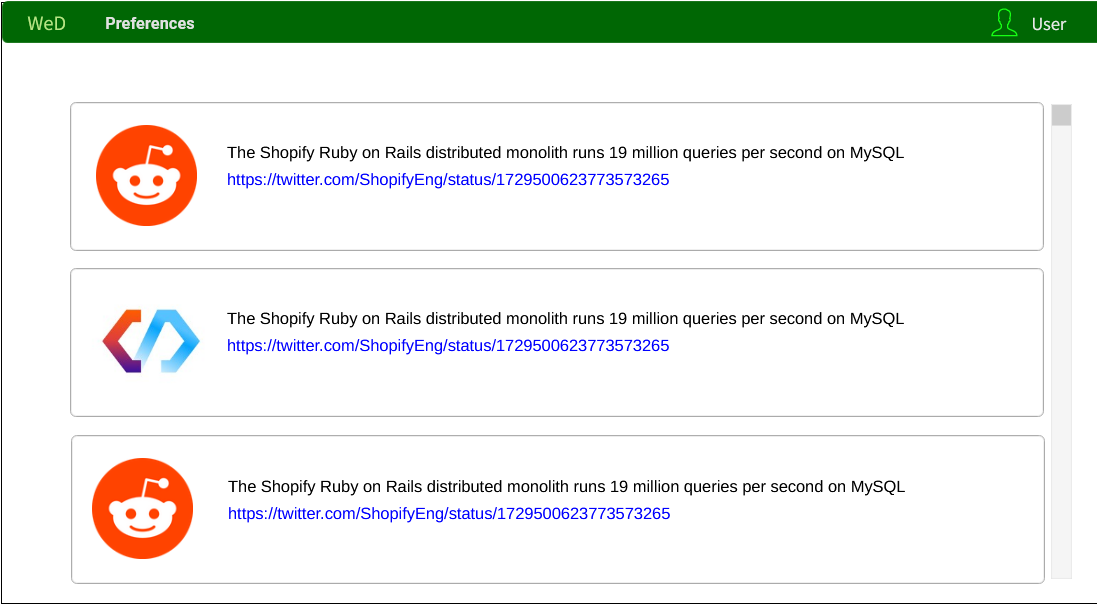 WeD Preferences User
The Shopify Ruby on Rails distributed monolith runs 19 million queries per second on MySQL
https://twitter.com/ShopifyEng/status/1729500623773573265
The Shopify Ruby on Rails distributed monolith runs 19 million queries per second on MySQL
https://twitter.com/ShopifyEng/status/1729500623773573265
The Shopify Ruby on Rails distributed monolith runs 19 million queries per second on MySQL
https://twitter.com/ShopifyEng/status/1729500623773573265